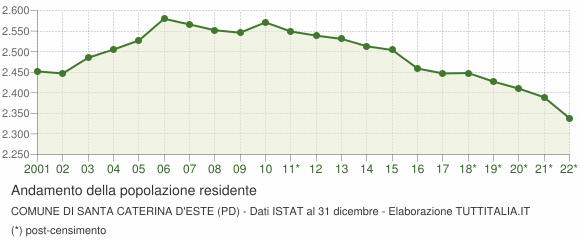 2.600
2.550
2.500
2.450
2.400
2.350
2.300
2.250
2001 02 03 04 05 06 07 08 09 10 11* 12 13 14 15 16 17 18* 19* 20* 21* 22*
Andamento della popolazione residente
COMUNE DI SANTA CATERINA D'ESTE (PD) - Dati ISTAT al 31 dicembre - Elaborazione TUTTITALIA.IT
(*) post-censimento